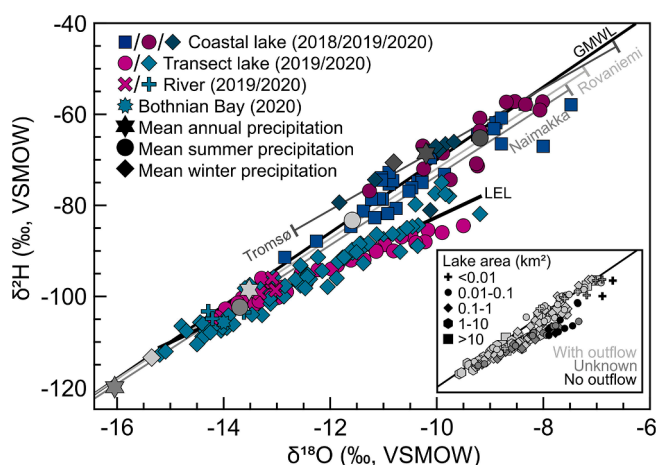 -40
-60
-80
-100
-120
δ²H (‰, VSMOW)
Coastal lake (2018/2019/2020)
Transect lake (2019/2020)
River (2019/2020)
Bothnian Bay (2020)
Mean annual precipitation
Mean summer precipitation
Mean winter precipitation
GMWL
Rovaniemi
Naimakka
Tromsø
LEL
Lake area (km²)
<0.01
0.01-0.1
0.1-1
1-10
>10
With outflow
Unknown
No outflow
-16 -14 -12 -10 -8 -6
δ¹⁸O (‰, VSMOW)